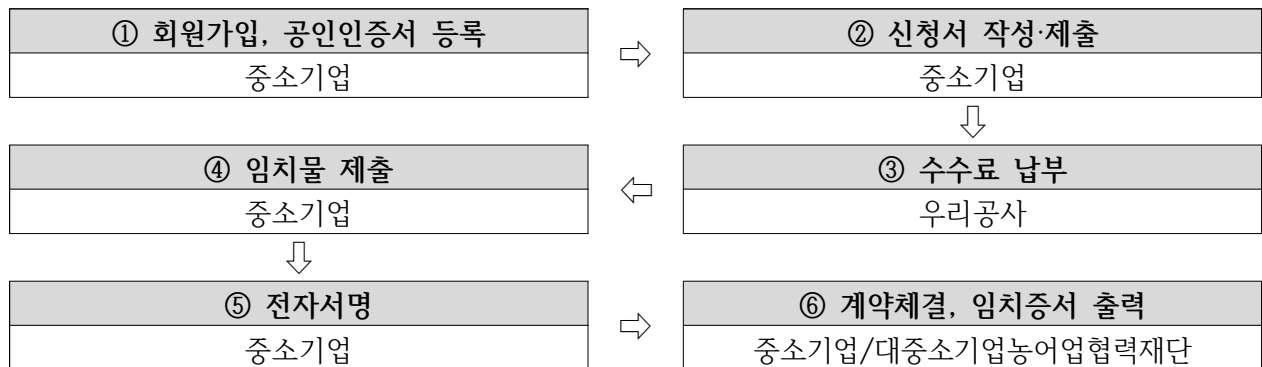 ① 회원가입, 공인인증서 등록
중소기업
② 신청서 작성·제출
중소기업
③ 수수료 납부
우리공사
④ 임치물 제출
중소기업
⑤ 전자서명
중소기업
⑥ 계약체결, 임치증서 출력
중소기업/대중소기업농어업협력재단